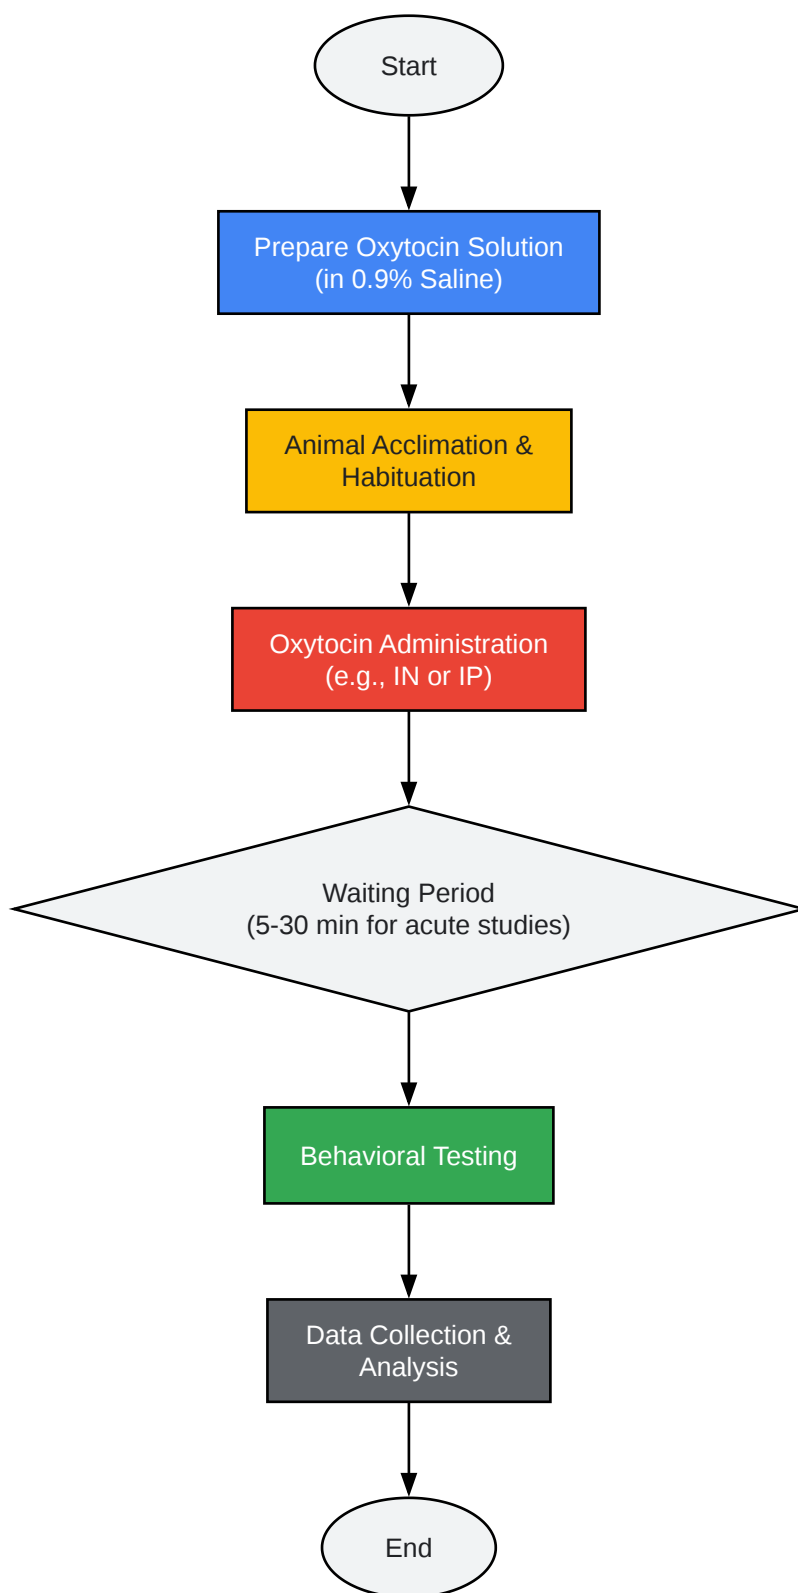 Start
Prepare Oxytocin Solution
(in 0.9% Saline)
Animal Acclimation &
Habituation
Oxytocin Administration
(e.g., IN or IP)
Waiting Period
(5-30 min for acute studies)
Behavioral Testing
Data Collection &
Analysis
End